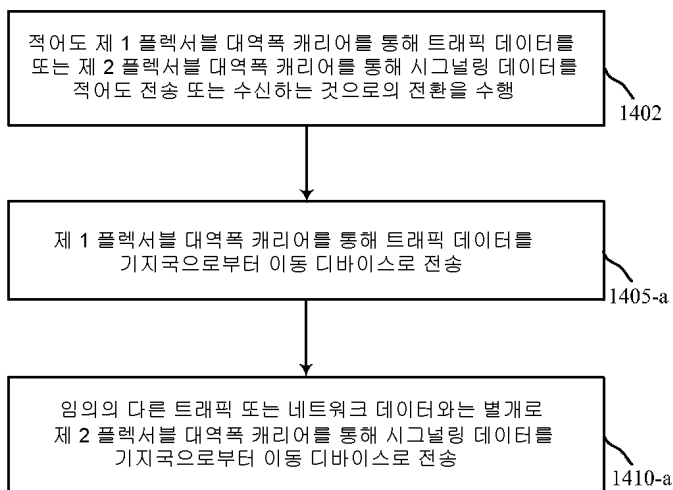 적어도 제 1 플렉서블 대역폭 캐리어를 통해 트래픽 데이터를
또는 제 2 플렉서블 대역폭 캐리어를 통해 시그널링 데이터를
적어도 전송 또는 수신하는 것으로의 전환을 수행
1402
제 1 플렉서블 대역폭 캐리어를 통해 트래픽 데이터를
기지국으로부터 이동 디바이스로 전송
1405-a
임의의 다른 트래픽 또는 네트워크 데이터와는 별개로
제 2 플렉서블 대역폭 캐리어를 통해 시그널링 데이터를
기지국으로부터 이동 디바이스로 전송
1410-a